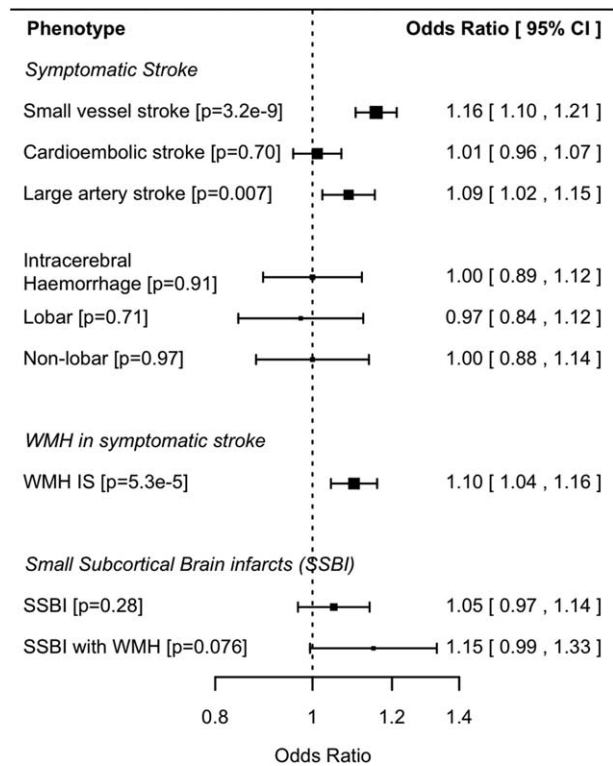 Phenotype Odds Ratio [ 95% CI ]
Symptomatic Stroke
Small vessel stroke [p=3.2e-9] 1.16 [ 1.10 , 1.21 ]
Cardioembolic stroke [p=0.70] 1.01 [ 0.96 , 1.07 ]
Large artery stroke [p=0.007] 1.09 [ 1.02 , 1.15 ]
Intracerebral
Haemorrhage [p=0.91] 1.00 [ 0.89 , 1.12 ]
Lobar [p=0.71] 0.97 [ 0.84 , 1.12 ]
Non-lobar [p=0.97] 1.00 [ 0.88 , 1.14 ]
WMH in symptomatic stroke
WMH IS [p=5.3e-5] 1.10 [ 1.04 , 1.16 ]
Small Subcortical Brain infarcts (SSBI)
SSBI [p=0.28] 1.05 [ 0.97 , 1.14 ]
SSBI with WMH [p=0.076] 1.15 [ 0.99 , 1.33 ]
0.8 1 1.2 1.4
Odds Ratio